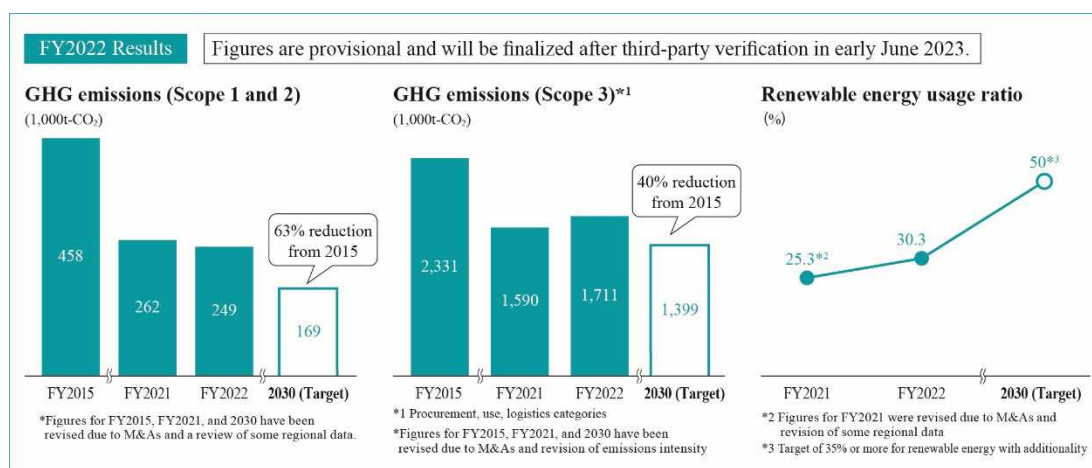 FY2022 Results
Figures are provisional and will be finalized after third-party verification in early June 2023.
GHG emissions (Scope 1 and 2)
(1,000t-CO₂)
458
262
249
63% reduction
from 2015
169
FY2015
FY2021
FY2022
2030 (Target)
*Figures for FY2015, FY2021, and 2030 have been
revised due to M&As and a review of some regional data.
GHG emissions (Scope 3)*1
(1,000t-CO₂)
2,331
1,590
1,711
40% reduction
from 2015
1,399
FY2015
FY2021
FY2022
2030 (Target)
*1 Procurement, use, logistics categories
*Figures for FY2015, FY2021, and 2030 have been
revised due to M&As and revision of emissions intensity
Renewable energy usage ratio
(%)
25.3*2
30.3
50*3
FY2021
FY2022
2030 (Target)
*2 Figures for FY2021 were revised due to M&As and
revision of some regional data
*3 Target of 35% or more for renewable energy with additionality